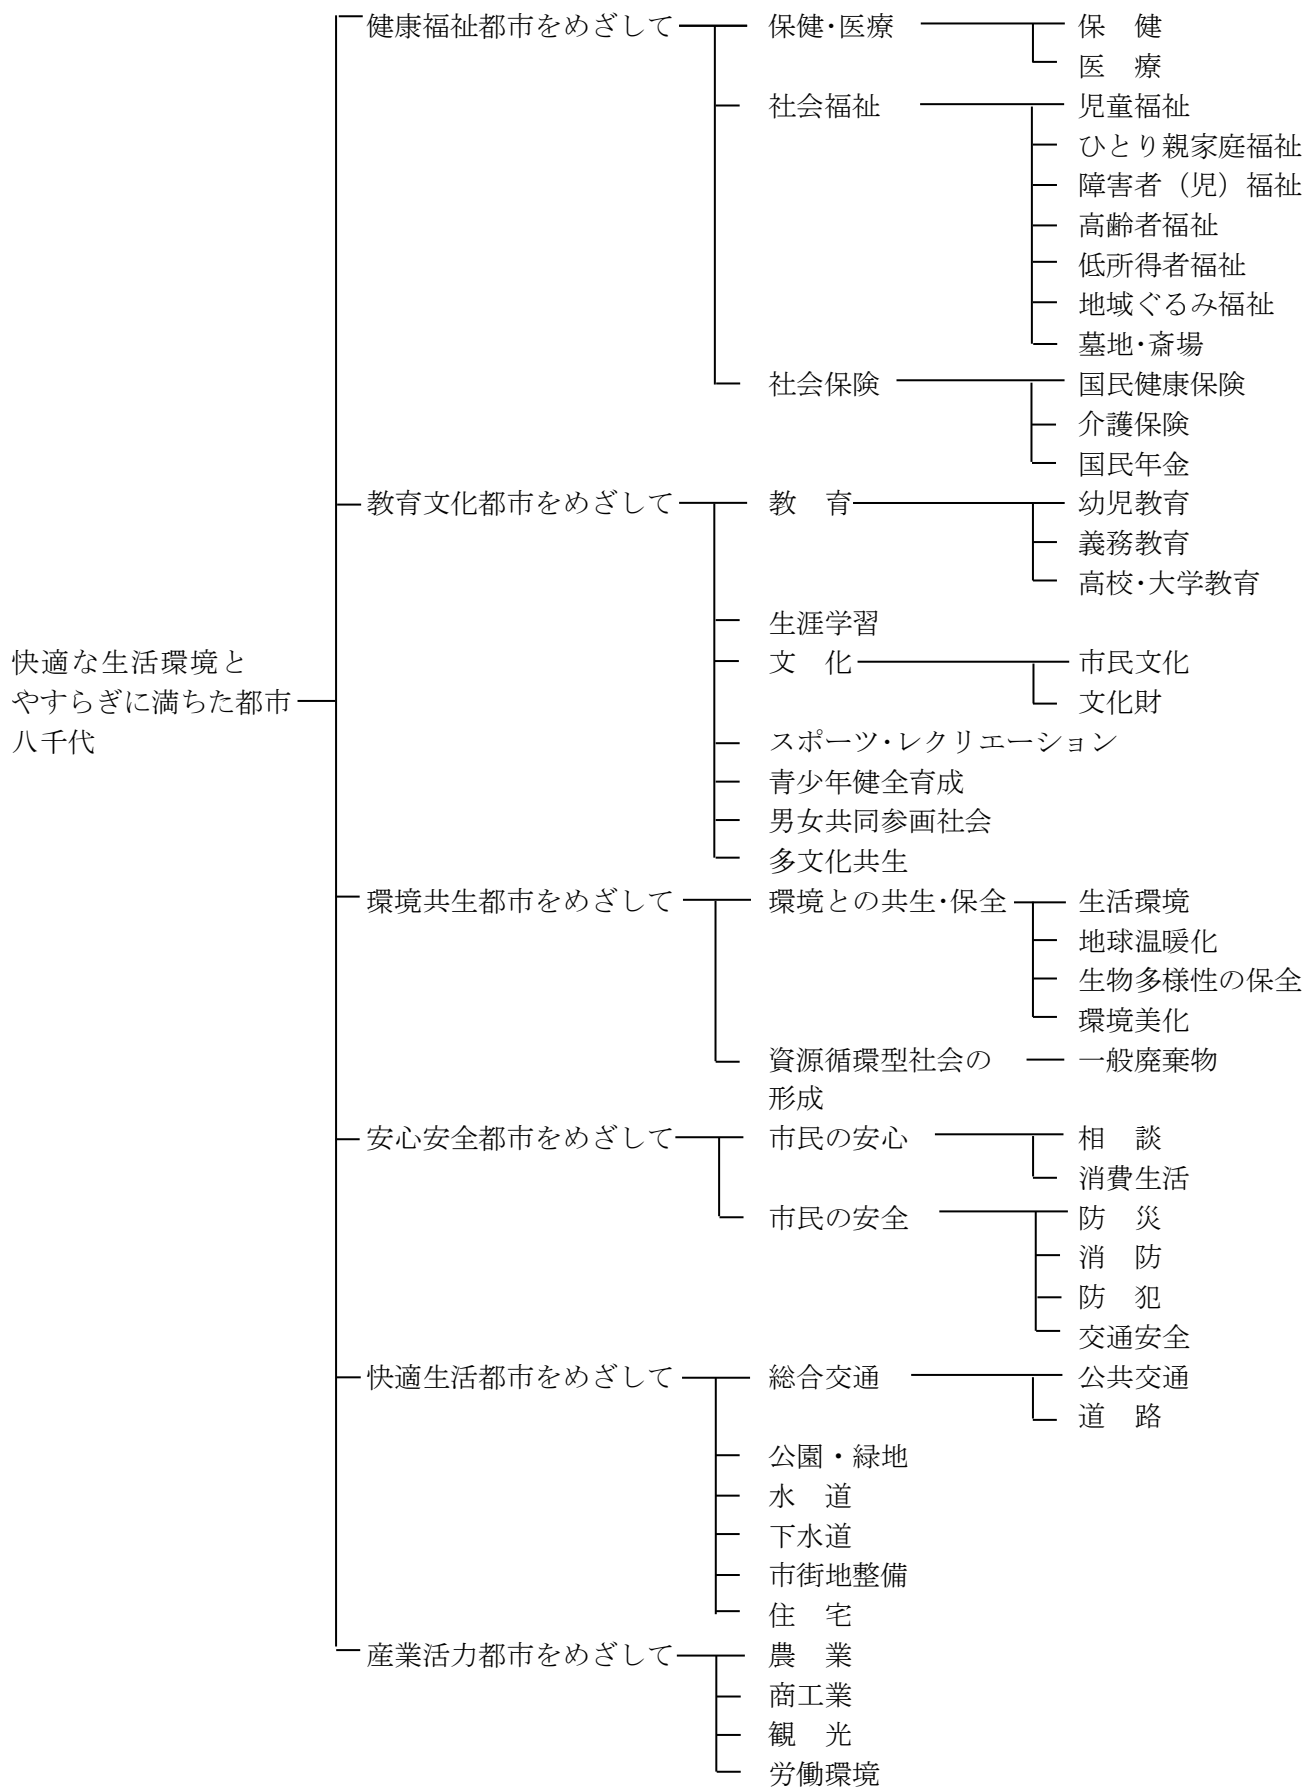 快適な生活環境と
やすらぎに満ちた都市
八千代
健康福祉都市をめざして
保健･医療
保　健
医　療
社会福祉
児童福祉
ひとり親家庭福祉
障害者（児）福祉
高齢者福祉
低所得者福祉
地域ぐるみ福祉
墓地･斎場
社会保険
国民健康保険
介護保険
国民年金
教育文化都市をめざして
教　育
幼児教育
義務教育
高校･大学教育
生涯学習
文　化
市民文化
文化財
スポーツ･レクリエーション
青少年健全育成
男女共同参画社会
多文化共生
環境共生都市をめざして
環境との共生･保全
生活環境
地球温暖化
生物多様性の保全
環境美化
資源循環型社会の
形成
一般廃棄物
安心安全都市をめざして
市民の安心
相　談
消費生活
市民の安全
防　災
消　防
防　犯
交通安全
快適生活都市をめざして
総合交通
公共交通
道　路
公園・緑地
水　道
下水道
市街地整備
住　宅
産業活力都市をめざして
農　業
商工業
観　光
労働環境